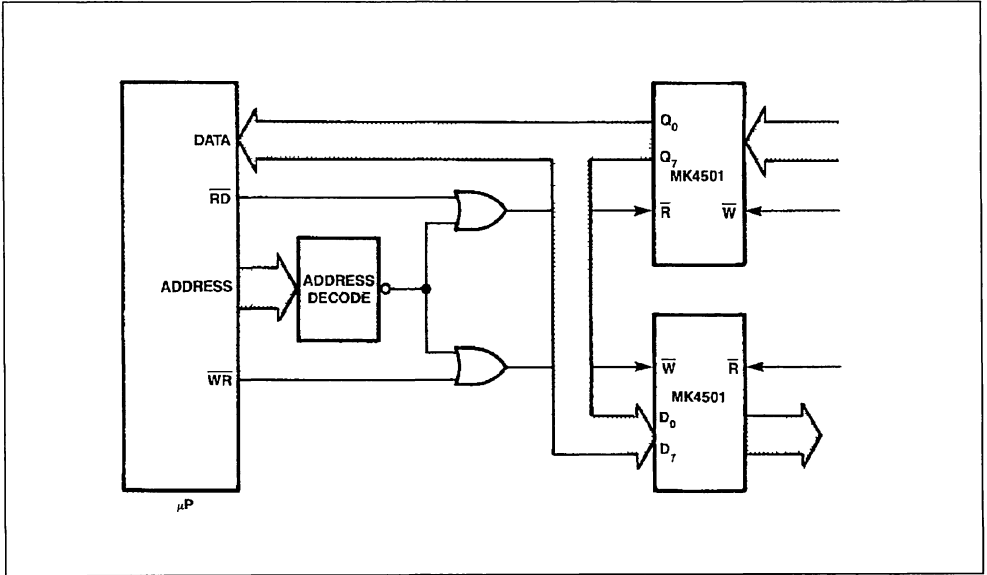 DATA
RD
ADDRESS
WR
μP
ADDRESS
DECODE
Q0
Q7
MK4501
R
W
W
R
MK4501
D0
D7